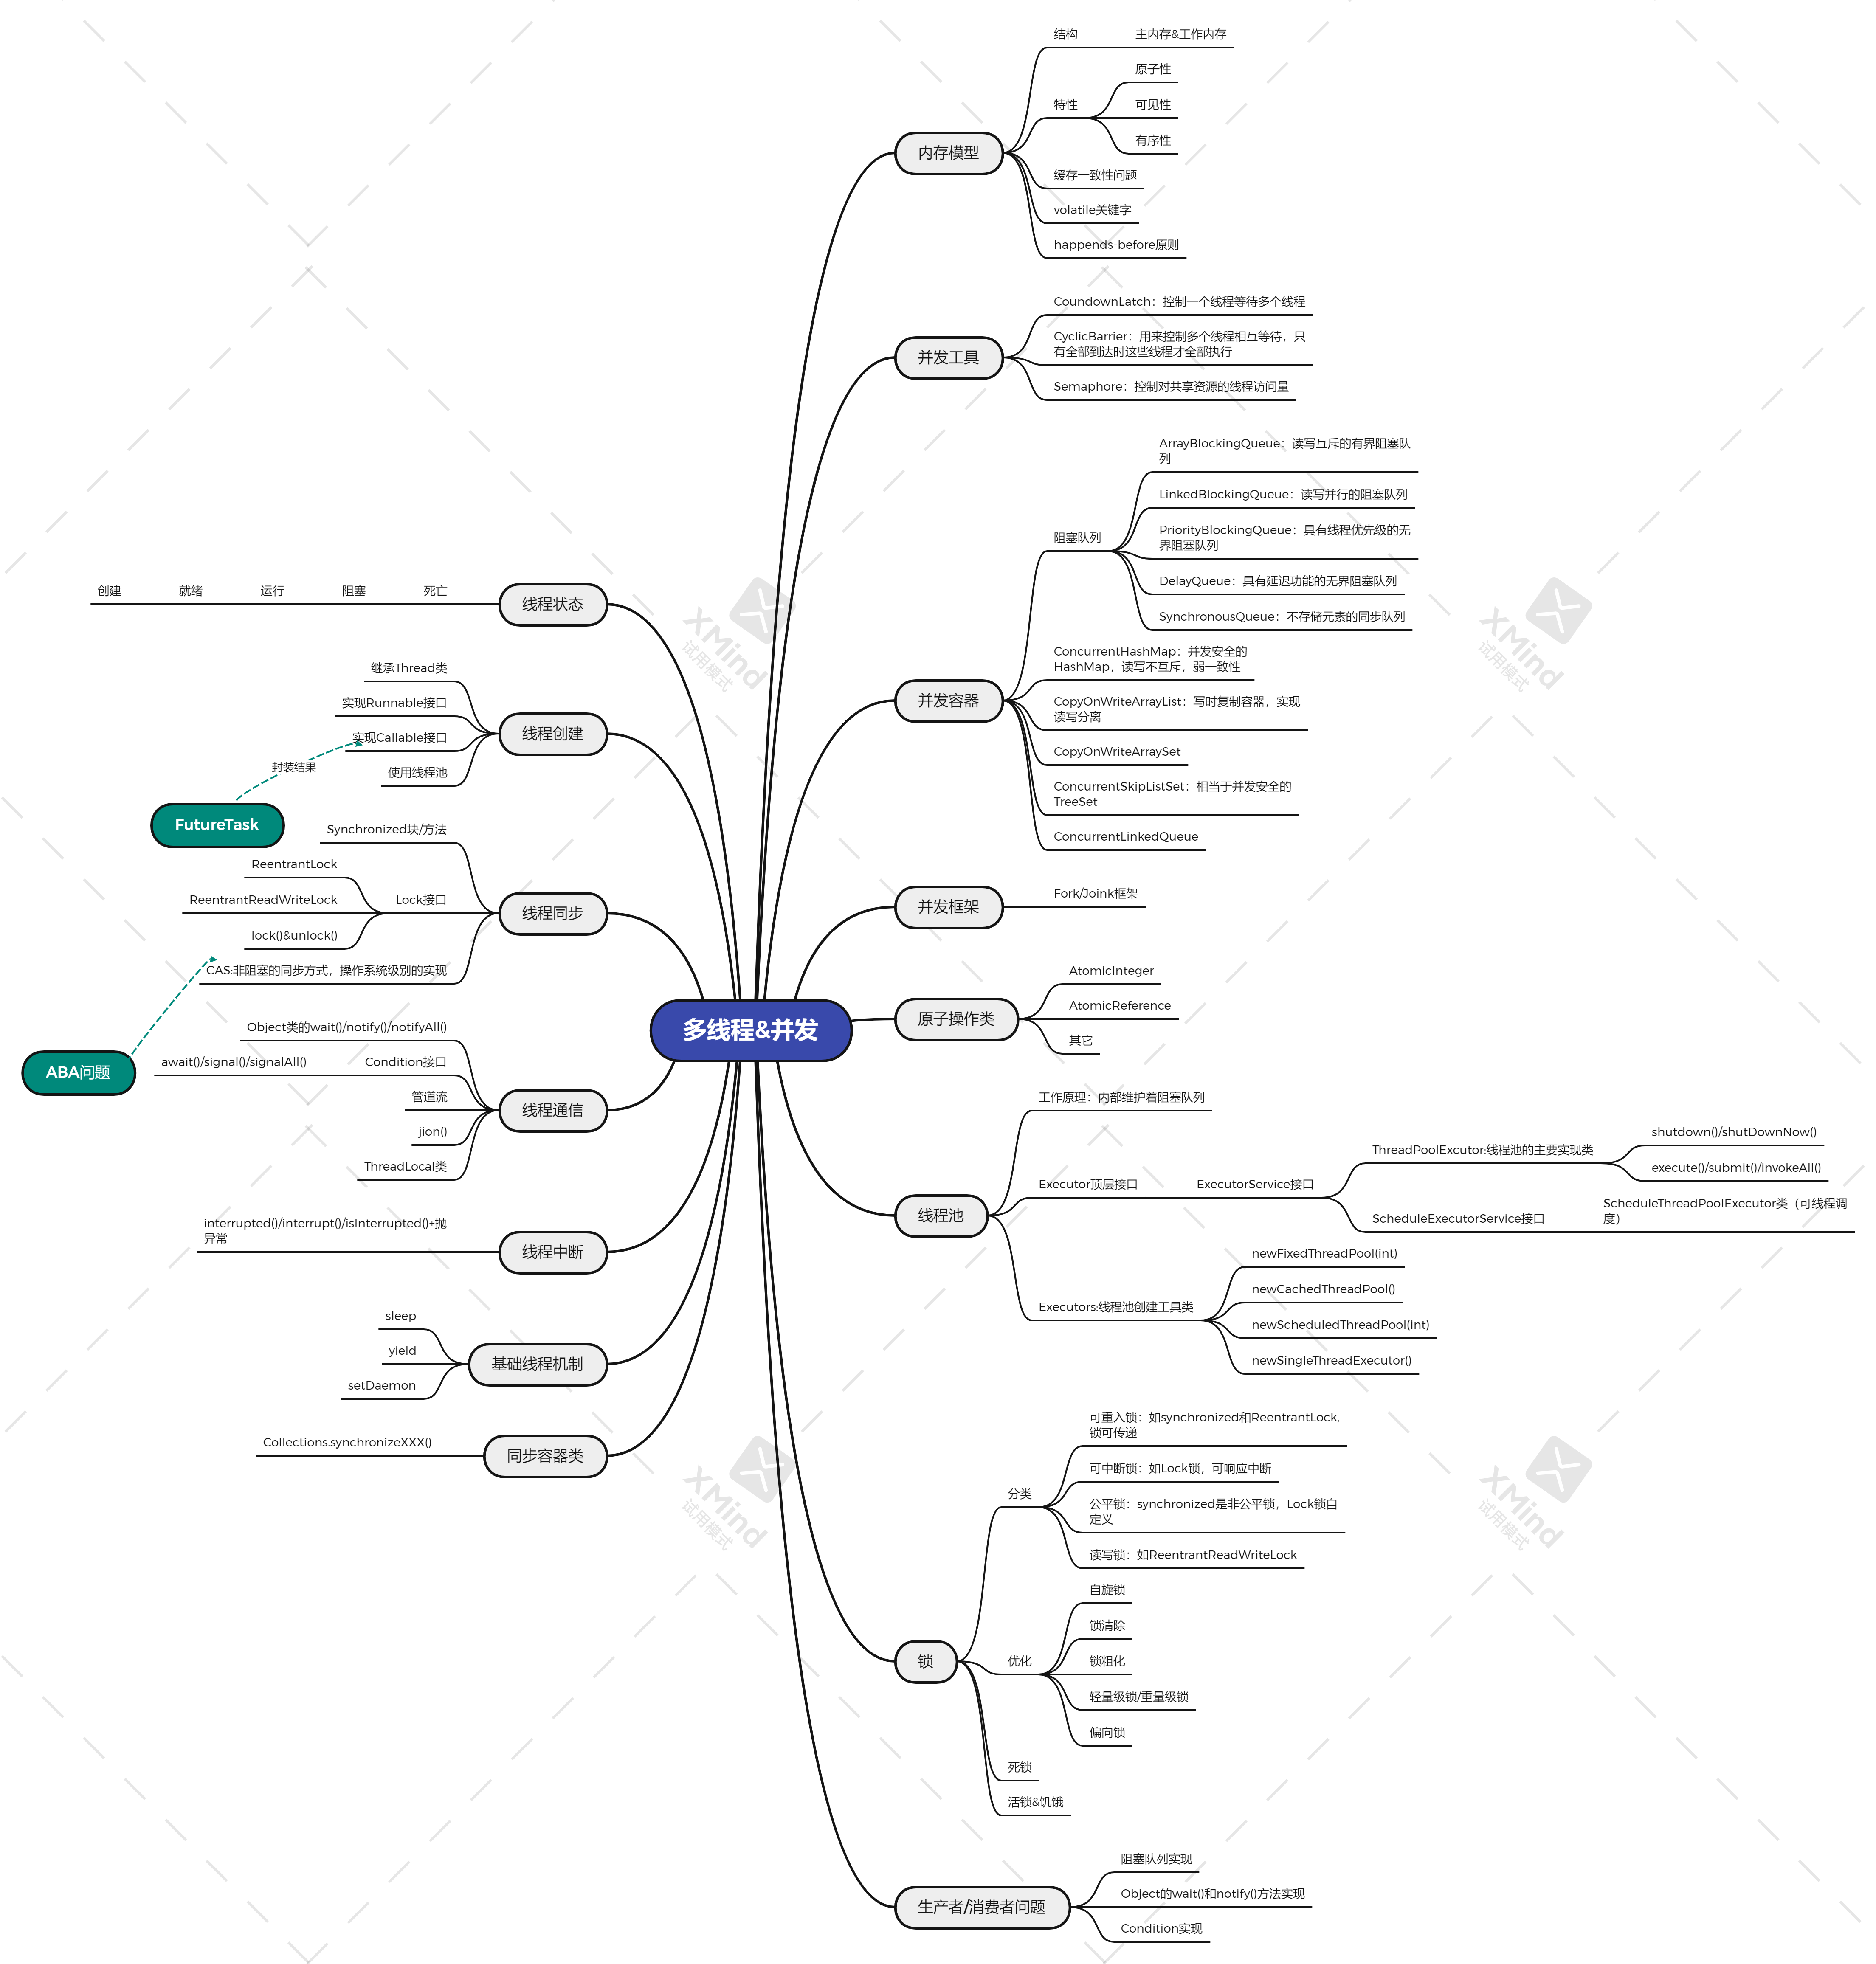 多线程&并发
内存模型
结构
主内存&工作内存
特性
原子性
可见性
有序性
缓存一致性问题
volatile关键字
happends-before原则
并发工具
CoundownLatch：控制一个线程等待多个线程
CyclicBarrier：用来控制多个线程相互等待，只
有全部到达时这些线程才全部执行
Semaphore：控制对共享资源的线程访问量
并发容器
阻塞队列
ArrayBlockingQueue：读写互斥的有界阻塞队
列
LinkedBlockingQueue：读写并行的阻塞队列
PriorityBlockingQueue：具有线程优先级的无
界阻塞队列
DelayQueue：具有延迟功能的无界阻塞队列
SynchronousQueue：不存储元素的同步队列
ConcurrentHashMap：并发安全的
HashMap，读写不互斥，弱一致性
CopyOnWriteArrayList：写时复制容器，实现
读写分离
CopyOnWriteArraySet
ConcurrentSkipListSet：相当于并发安全的
TreeSet
ConcurrentLinkedQueue
并发框架
Fork/Joink框架
原子操作类
AtomicInteger
AtomicReference
其它
线程池
工作原理：内部维护着阻塞队列
Executor顶层接口
ExecutorService接口
ThreadPoolExcutor:线程池的主要实现类
shutdown()/shutDownNow()
execute()/submit()/invokeAll()
ScheduleExecutorService接口
ScheduleThreadPoolExecutor类（可线程调
度）
Executors:线程池创建工具类
newFixedThreadPool(int)
newCachedThreadPool()
newScheduledThreadPool(int)
newSingleThreadExecutor()
锁
分类
可重入锁：如synchronized和ReentrantLock,
锁可传递
可中断锁：如Lock锁，可响应中断
公平锁：synchronized是非公平锁，Lock锁自
定义
读写锁：如ReentrantReadWriteLock
优化
自旋锁
锁清除
锁粗化
轻量级锁/重量级锁
偏向锁
死锁
活锁&饥饿
生产者/消费者问题
阻塞队列实现
Object的wait()和notify()方法实现
Condition实现
线程状态
创建
就绪
运行
阻塞
死亡
线程创建
继承Thread类
实现Runnable接口
实现Callable接口
使用线程池
封装结果
FutureTask
线程同步
Synchronized块/方法
Lock接口
ReentrantLock
ReentrantReadWriteLock
lock()&unlock()
CAS:非阻塞的同步方式，操作系统级别的实现
ABA问题
线程通信
Object类的wait()/notify()/notifyAll()
Condition接口
await()/signal()/signalAll()
管道流
jion()
ThreadLocal类
线程中断
interrupted()/interrupt()/isInterrupted()+抛
异常
基础线程机制
sleep
yield
setDaemon
同步容器类
Collections.synchronizeXXX()
XMind
试用模式
XMind
试用模式
XMind
试用模式
XMind
试用模式